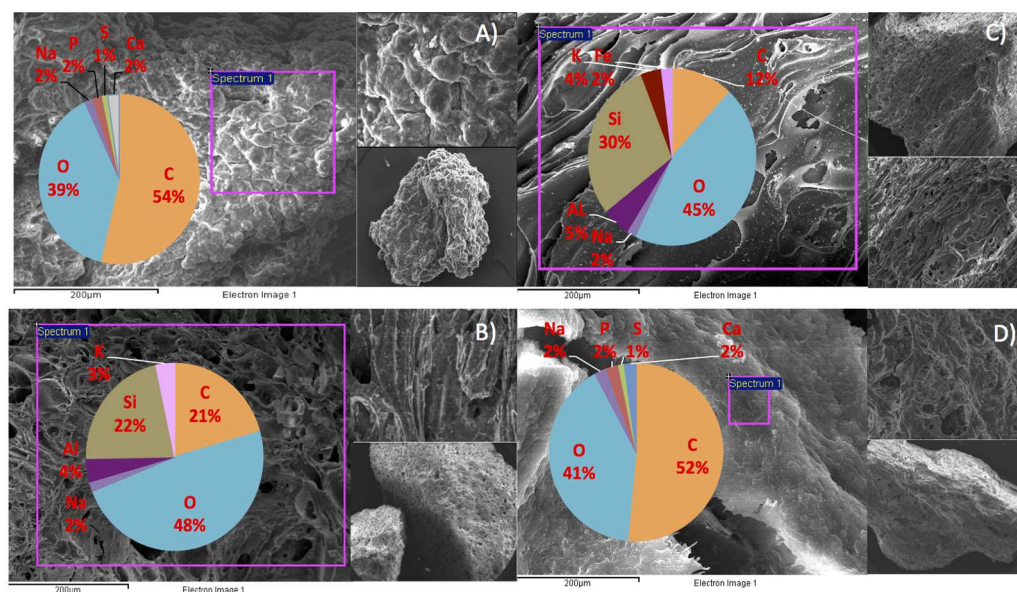 A)
Spectrum 1
Na
2%
P
2%
S
1%
Ca
2%
O
39%
C
54%
200µm
Electron Image 1
C)
Spectrum 1
K
4%
Fe
2%
C
12%
Si
30%
O
45%
AL
5%
Na
2%
200µm
Electron Image 1
B)
Spectrum 1
K
3%
Si
22%
C
21%
Al
4%
Na
2%
O
48%
200µm
Electron Image 1
D)
Na
2%
P
2%
S
1%
Ca
2%
Spectrum 1
O
41%
C
52%
200µm
Electron Image 1